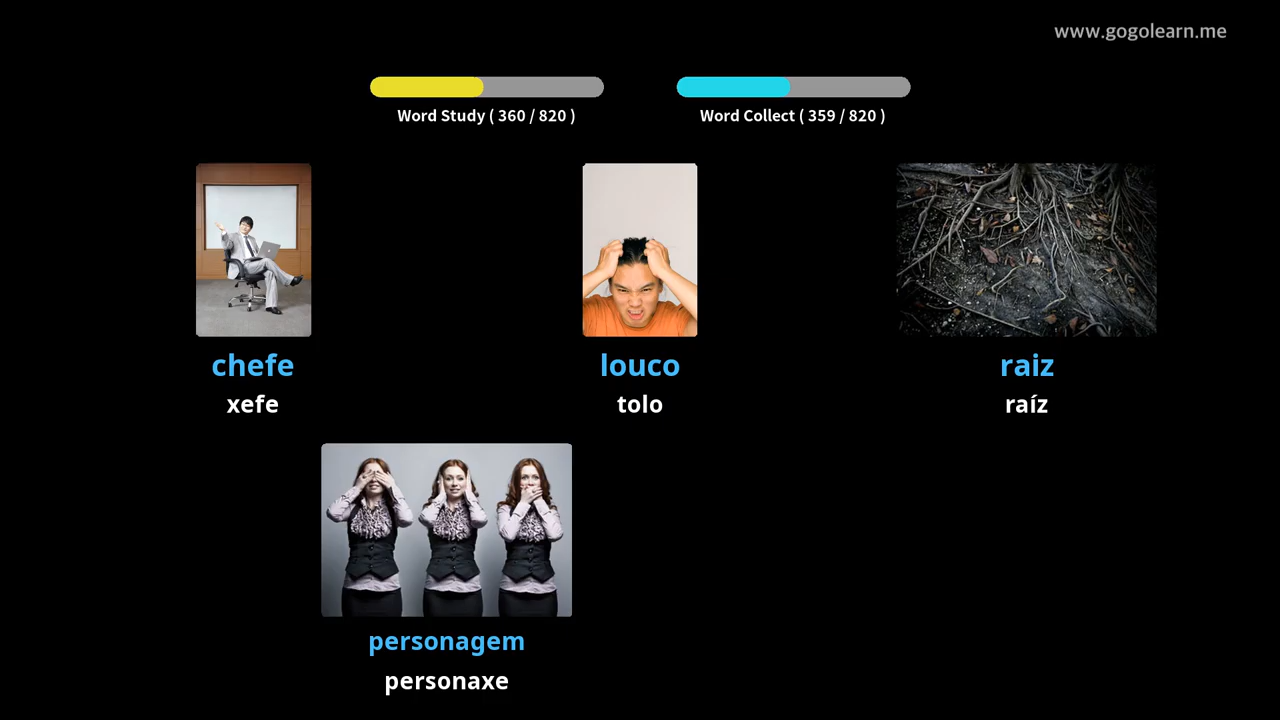 www.gogolearn.me
Word Study ( 360 / 820 )
Word Collect ( 359 / 820 )
chefe
xefe
louco
tolo
raiz
raíz
personagem
personaxe